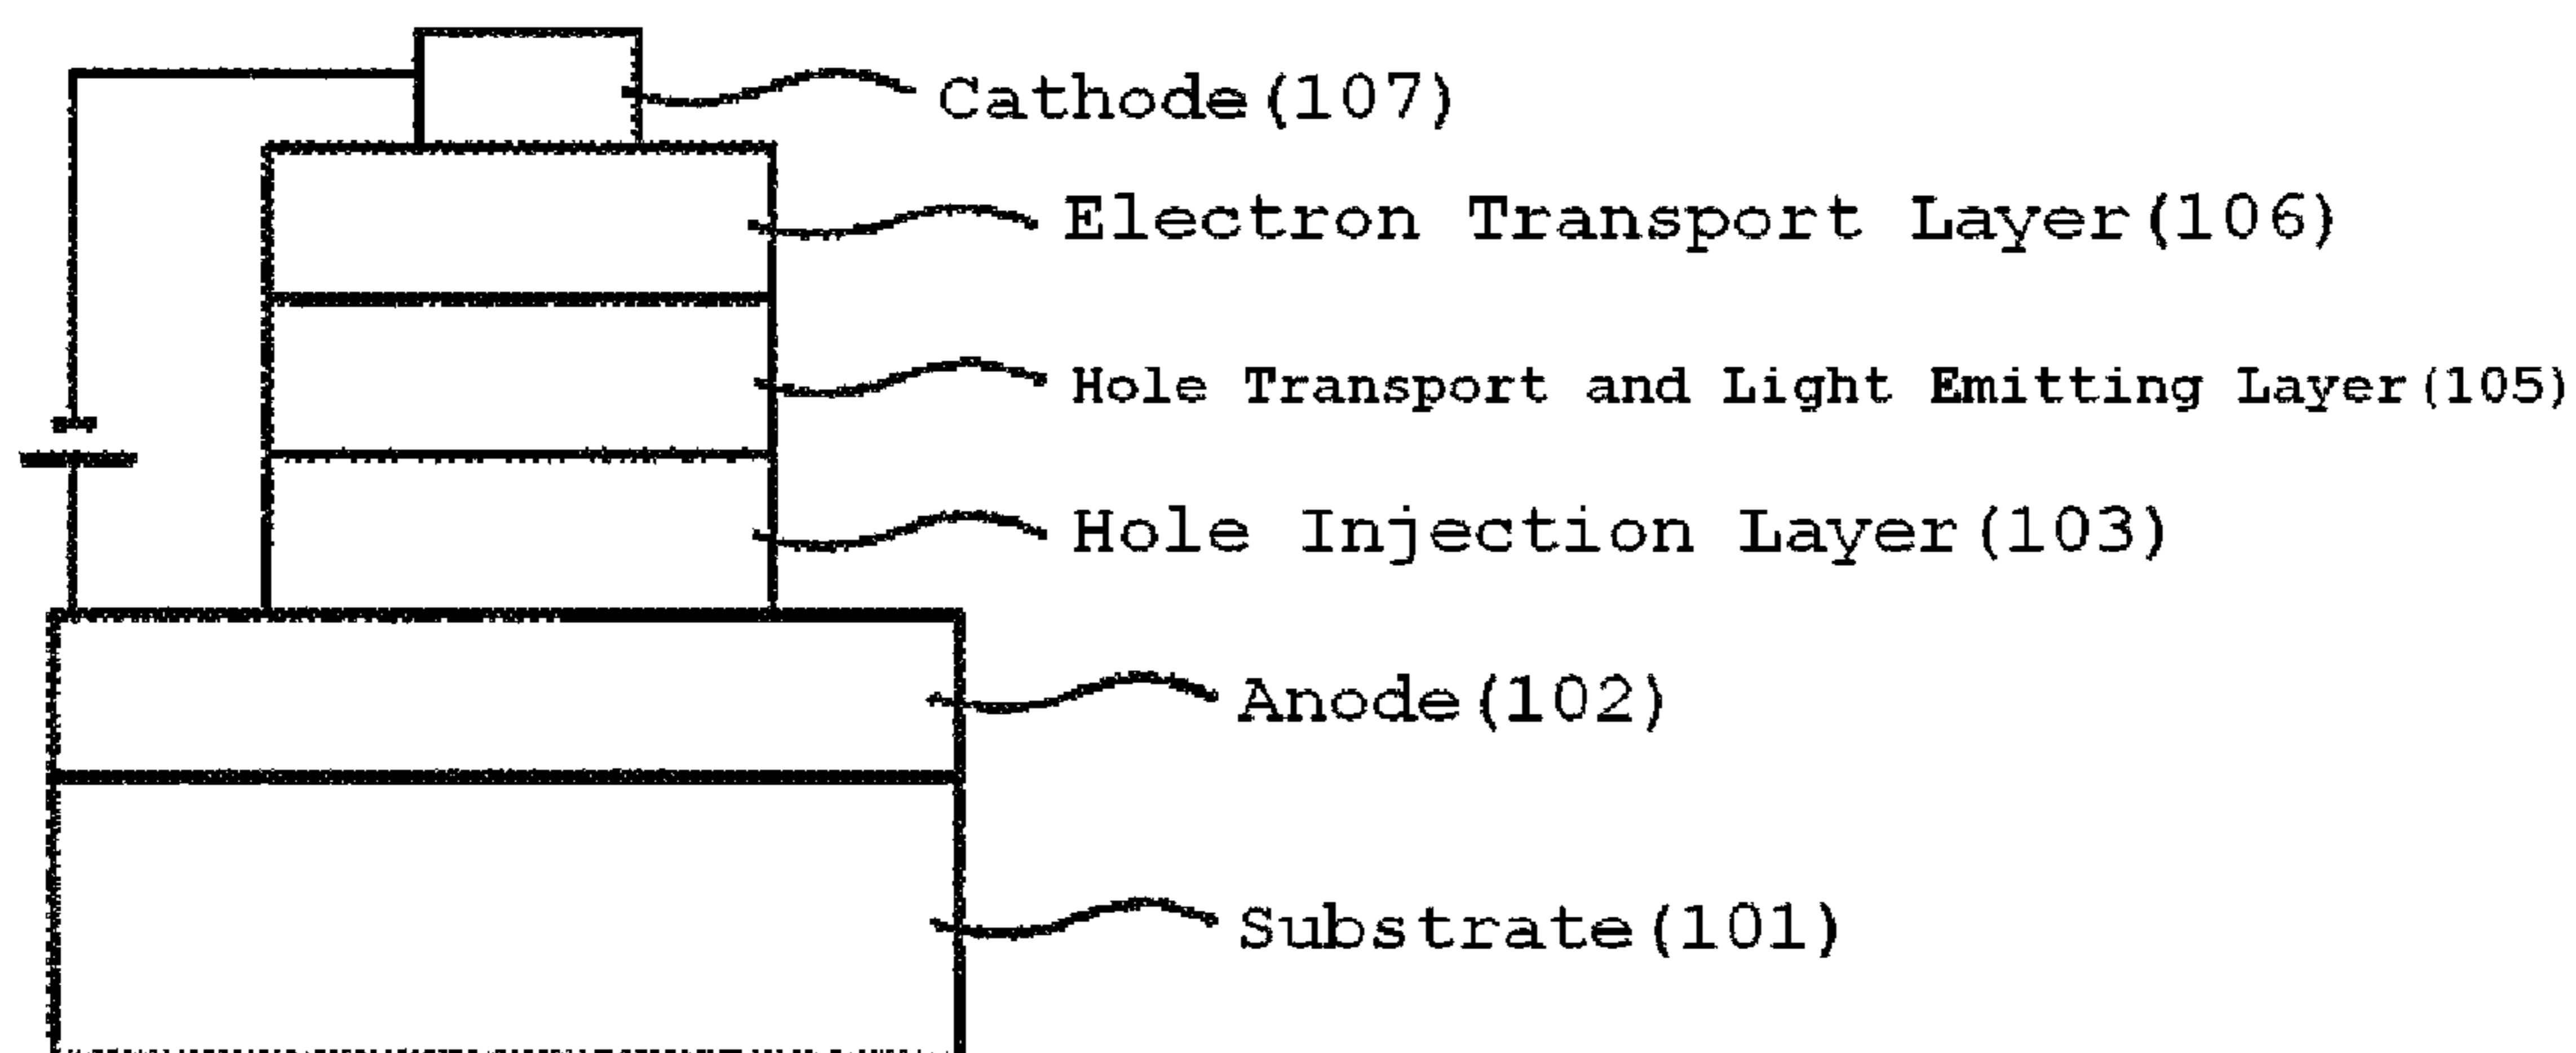 Cathode(107)
Electron Transport Layer(106)
Hole Transport and Light Emitting Layer(105)
Hole Injection Layer(103)
Anode(102)
Substrate(101)